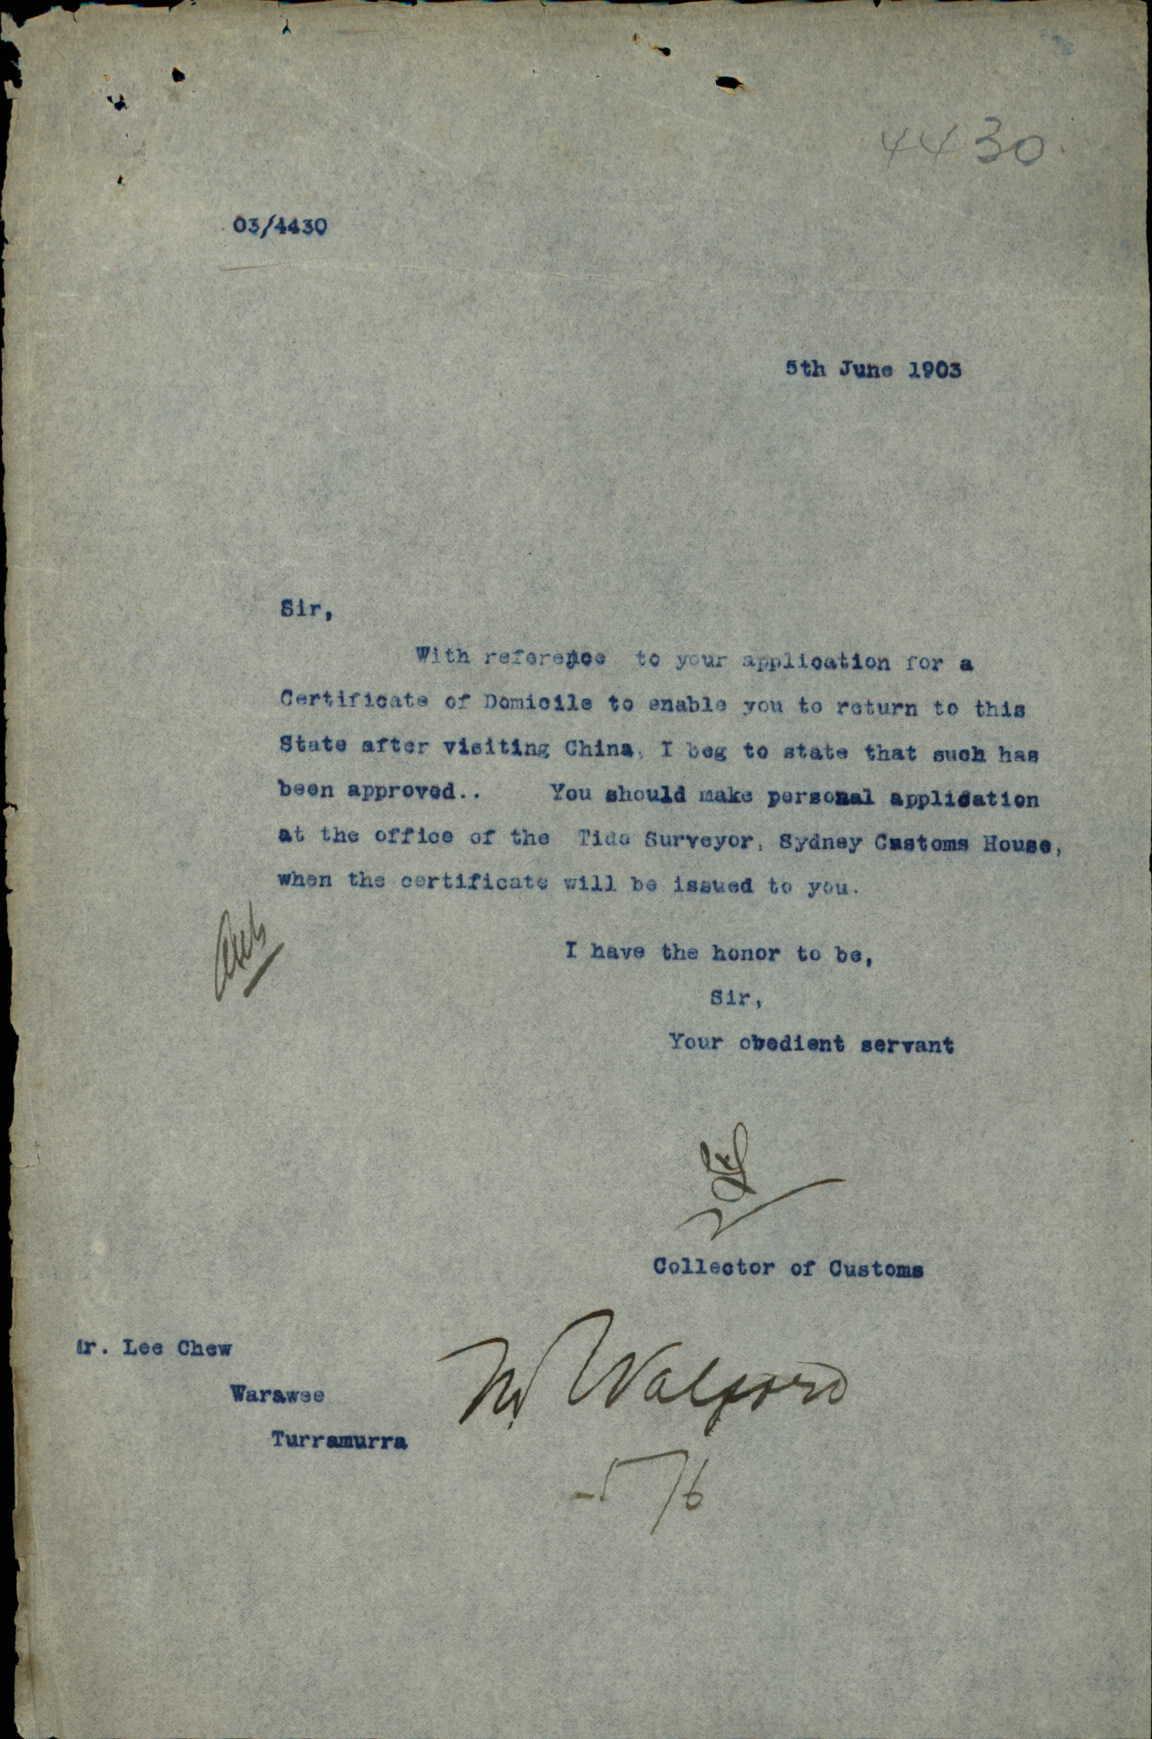 4430
03/4430
5th June 1903
Sir,
With reference to your application for a
Certificate of Domicile to enable you to return to this
State after visiting China, I beg to state that such has
been approved.. You should make personal application
at the office of the Tide Surveyor, Sydney Customs House,
when the certificate will be issued to you.
I have the honor to be,
Sir,
Your obedient servant
Collector of Customs
Mr. Lee Chew
Warawee
Turramurra
Mr Walford
5/6